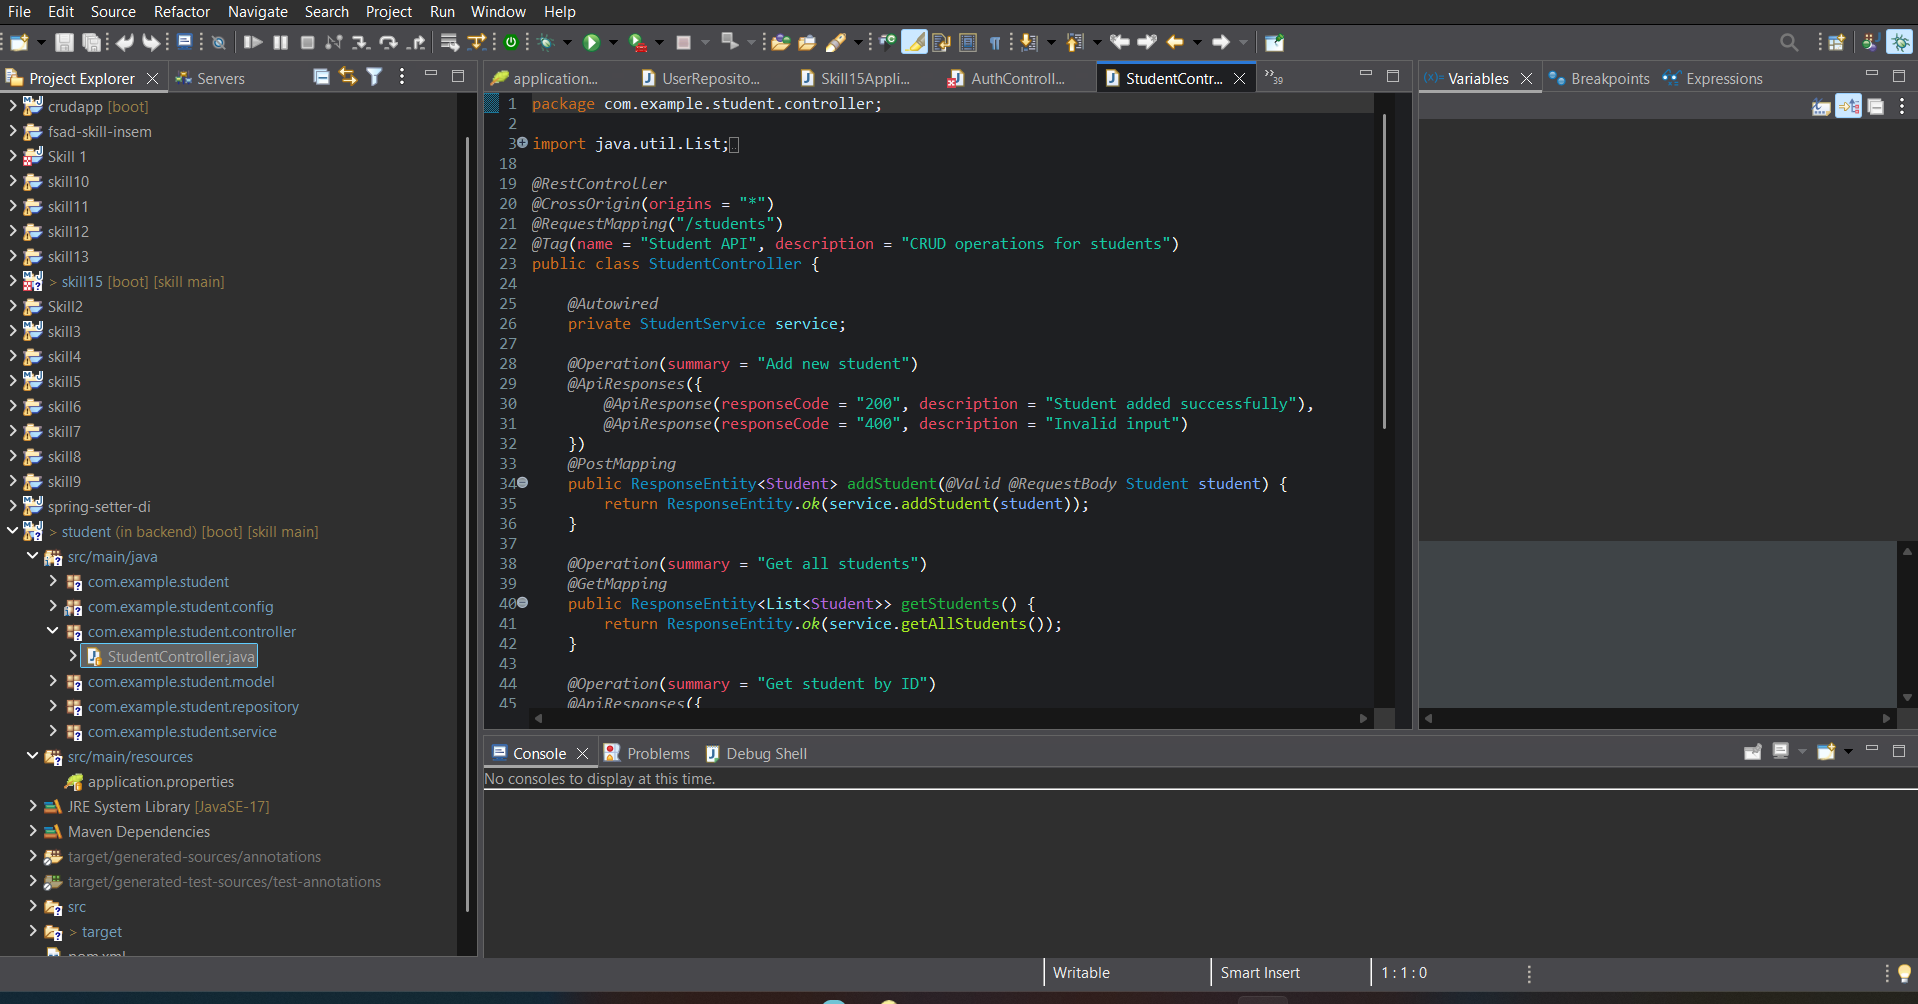 File Edit Source Refactor Navigate Search Project Run Window Help
Project Explorer
Servers
crudapp [boot]
fsad-skill-insem
Skill 1
skill10
skill11
skill12
skill13
> skill15 [boot] [skill main]
Skill2
skill3
skill4
skill5
skill6
skill7
skill8
skill9
spring-setter-di
> student (in backend) [boot] [skill main]
src/main/java
com.example.student
com.example.student.config
com.example.student.controller
StudentController.java
com.example.student.model
com.example.student.repository
com.example.student.service
src/main/resources
application.properties
JRE System Library [JavaSE-17]
Maven Dependencies
target/generated-sources/annotations
target/generated-test-sources/test-annotations
src
> target
pom.xml
application...
UserReposito...
Skill15Appli...
AuthControll...
StudentContr...
»39
1 package com.example.student.controller;
2
3 import java.util.List;
18
19 @RestController
20 @CrossOrigin(origins = "*")
21 @RequestMapping("/students")
22 @Tag(name = "Student API", description = "CRUD operations for students")
23 public class StudentController {
24
25 @Autowired
26 private StudentService service;
27
28 @Operation(summary = "Add new student")
29 @ApiResponses({
30 @ApiResponse(responseCode = "200", description = "Student added successfully"),
31 @ApiResponse(responseCode = "400", description = "Invalid input")
32 })
33 @PostMapping
34 public ResponseEntity<Student> addStudent(@Valid @RequestBody Student student) {
35 return ResponseEntity.ok(service.addStudent(student));
36 }
37
38 @Operation(summary = "Get all students")
39 @GetMapping
40 public ResponseEntity<List<Student>> getStudents() {
41 return ResponseEntity.ok(service.getAllStudents());
42 }
43
44 @Operation(summary = "Get student by ID")
45 @ApiResponses({
Variables
Breakpoints
Expressions
Console
Problems
Debug Shell
No consoles to display at this time.
Writable
Smart Insert
1 : 1 : 0